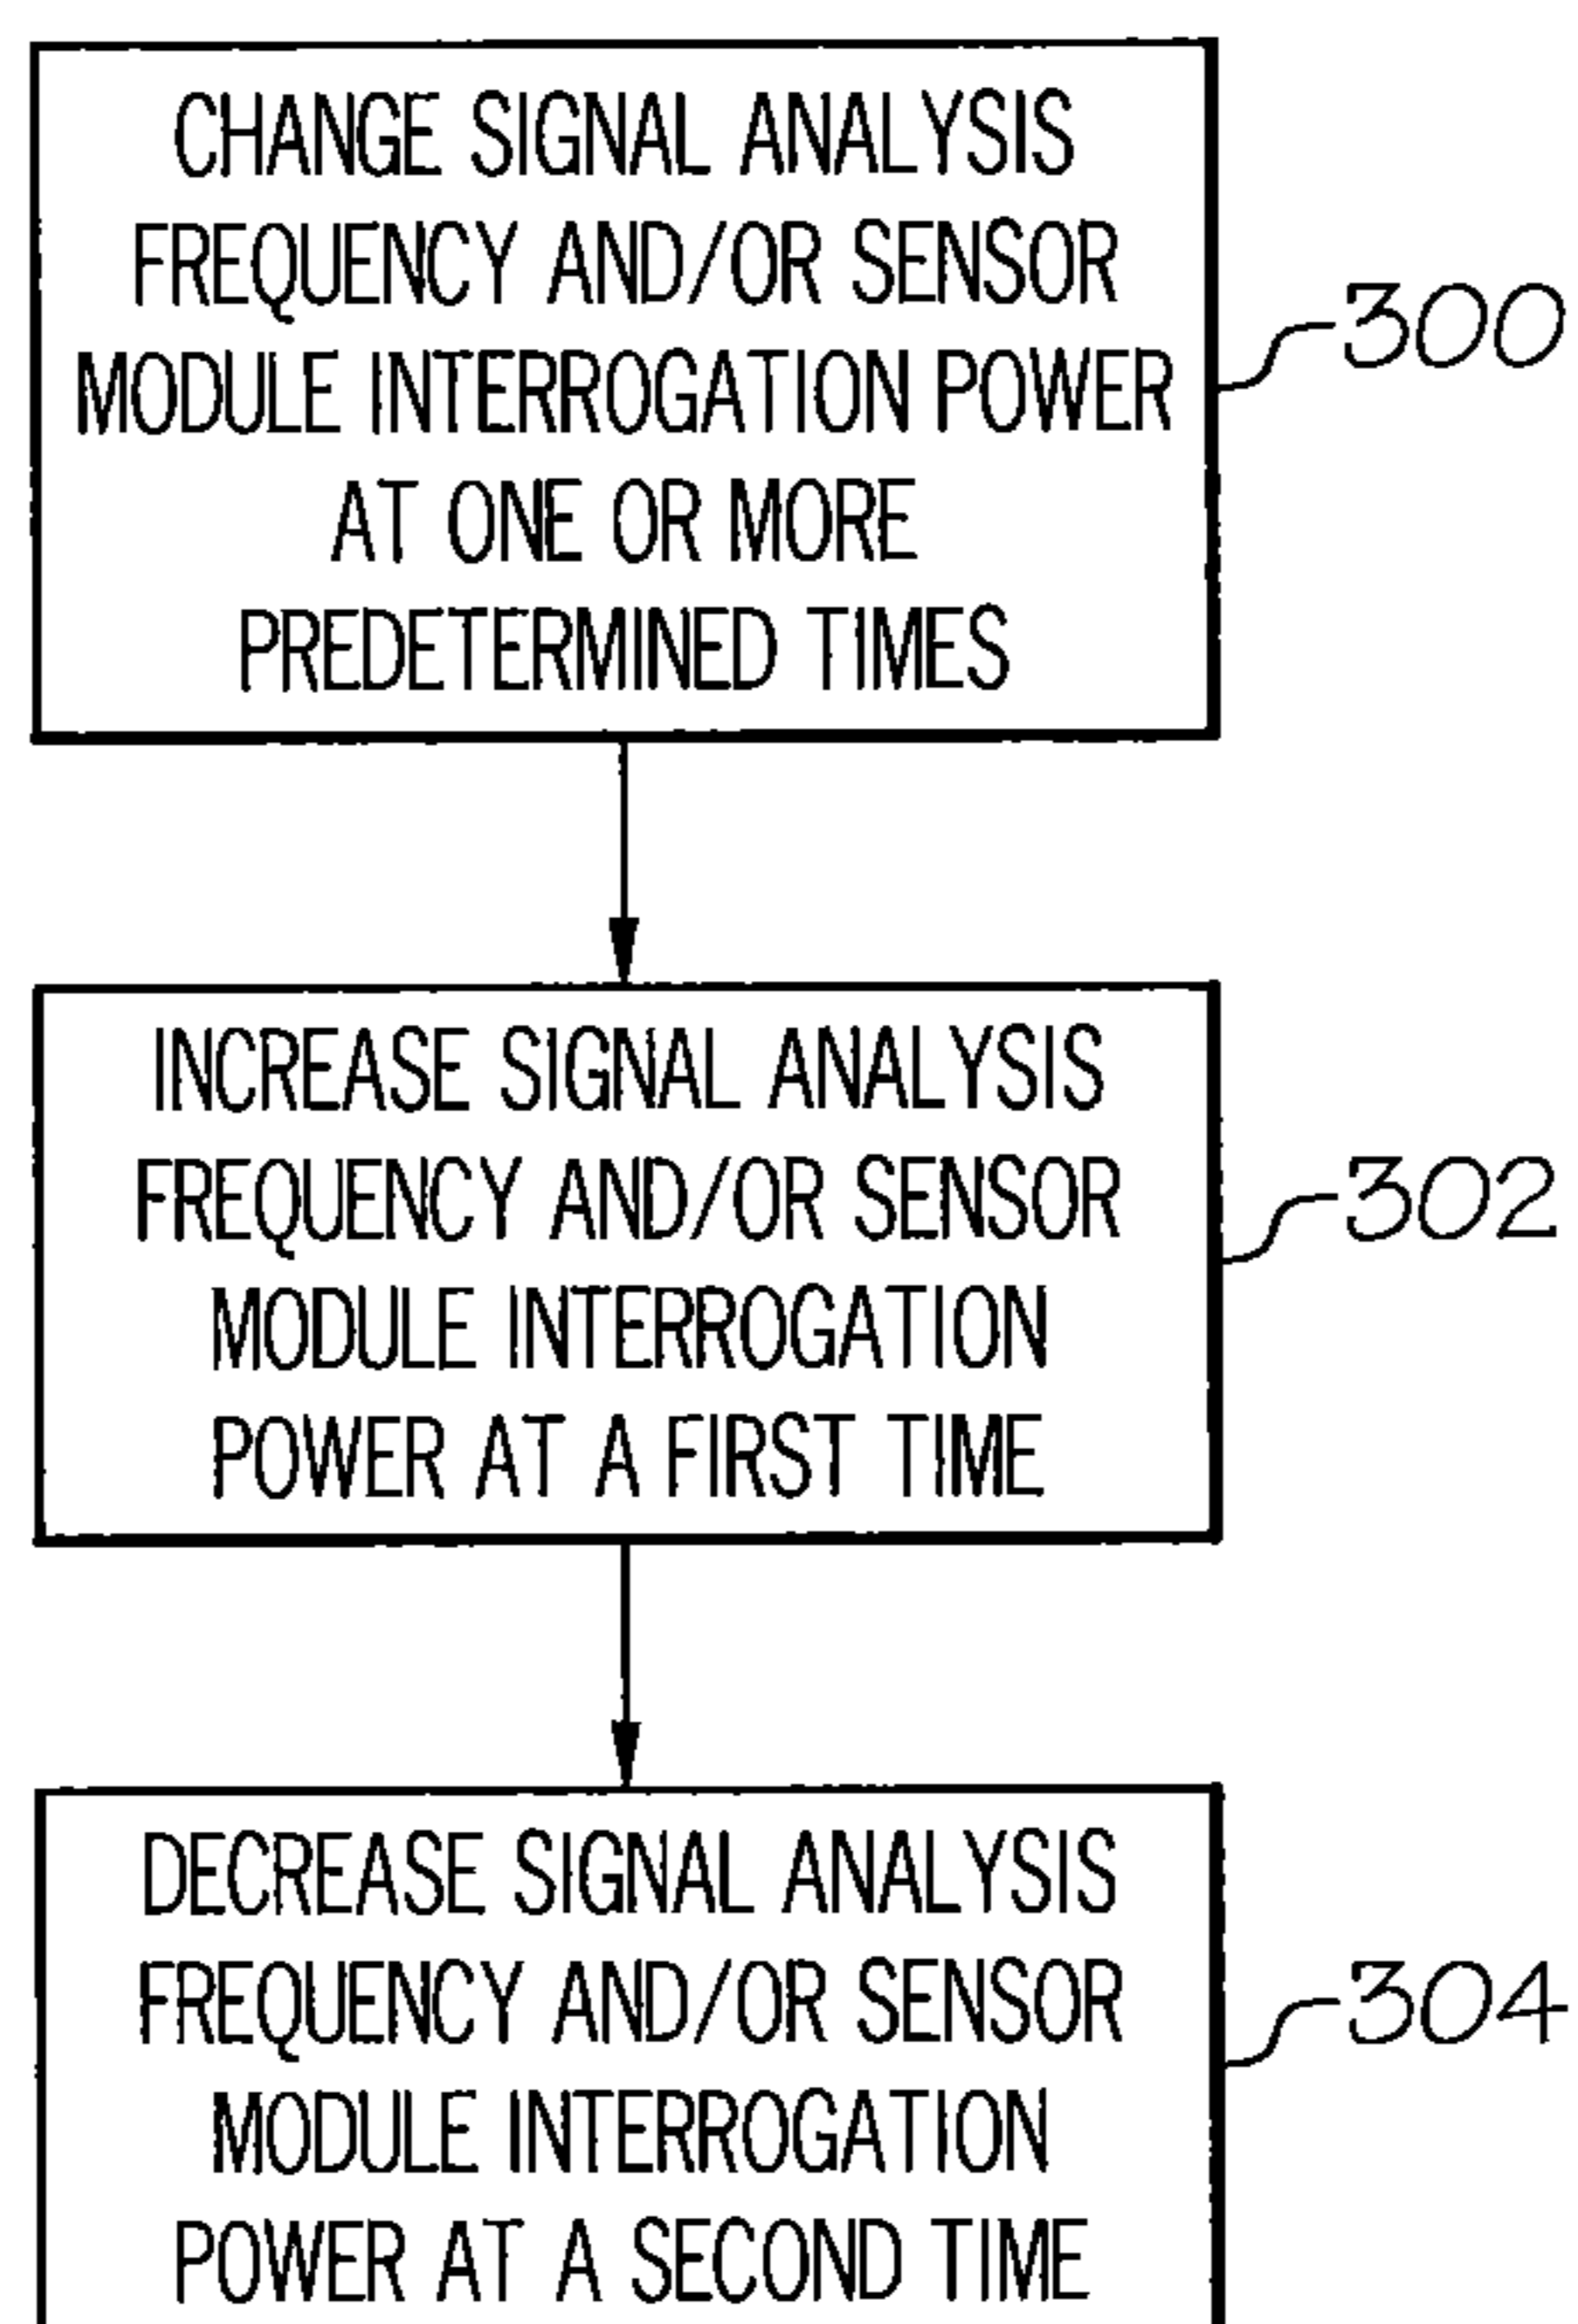 CHANGE SIGNAL ANALYSIS
FREQUENCY AND/OR SENSOR
MODULE INTERROGATION POWER
AT ONE OR MORE
PREDETERMINED TIMES
300
INCREASE SIGNAL ANALYSIS
FREQUENCY AND/OR SENSOR
MODULE INTERROGATION
POWER AT A FIRST TIME
302
DECREASE SIGNAL ANALYSIS
FREQUENCY AND/OR SENSOR
MODULE INTERROGATION
POWER AT A SECOND TIME
304